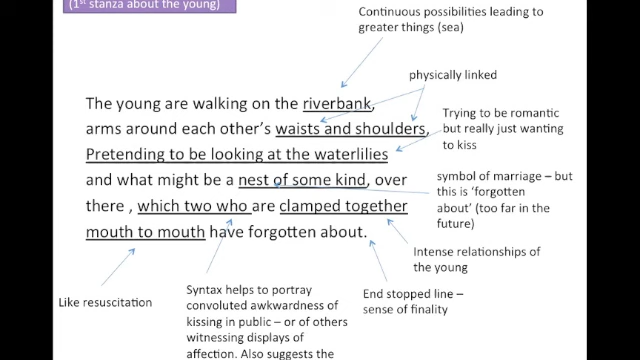 (1st stanza about the young)
Continuous possibilities leading to
greater things (sea)
physically linked
The young are walking on the riverbank,
arms around each other's waists and shoulders,
Pretending to be looking at the waterlilies
and what might be a nest of some kind, over
there , which two who are clamped together
mouth to mouth have forgotten about.
Trying to be romantic
but really just wanting
to kiss
symbol of marriage – but
this is 'forgotten
about' (too far in the
future)
Intense relationships of
the young
Like resuscitation
Syntax helps to portray
convoluted awkwardness of
kissing in public – or of others
witnessing displays of
affection. Also suggests the
End stopped line –
sense of finality